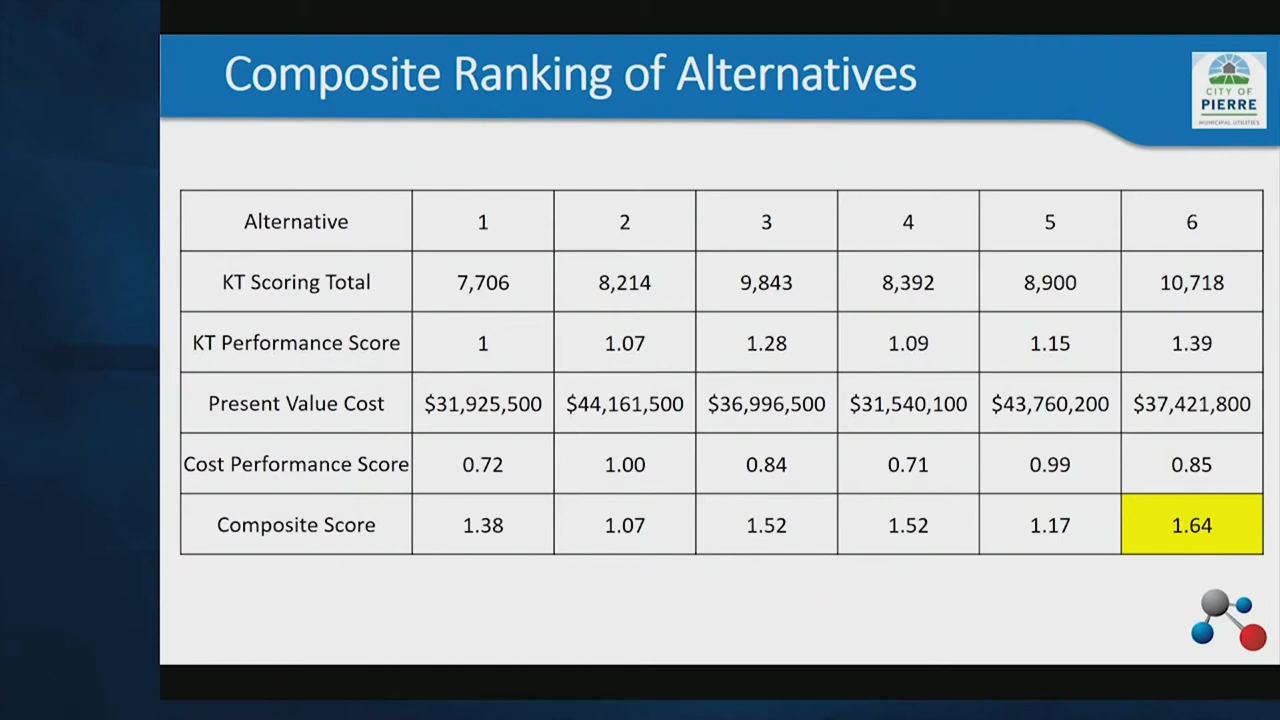 Composite Ranking of Alternatives
CITY OF
PIERRE
MUNICIPAL UTILITIES
Alternative 1 2 3 4 5 6
KT Scoring Total 7,706 8,214 9,843 8,392 8,900 10,718
KT Performance Score 1 1.07 1.28 1.09 1.15 1.39
Present Value Cost $31,925,500 $44,161,500 $36,996,500 $31,540,100 $43,760,200 $37,421,800
Cost Performance Score 0.72 1.00 0.84 0.71 0.99 0.85
Composite Score 1.38 1.07 1.52 1.52 1.17 1.64